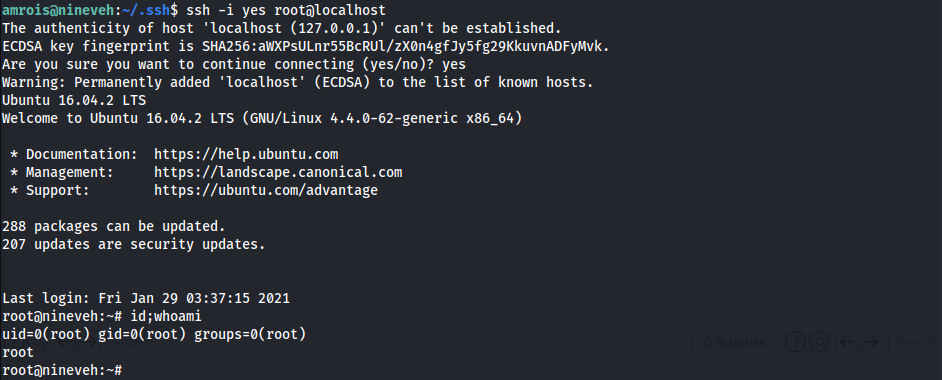 amrois@nineveh:~/.ssh$ ssh -i yes root@localhost
The authenticity of host 'localhost (127.0.0.1)' can't be established.
ECDSA key fingerprint is SHA256:aWXPsULnr55BcRUl/zX0n4gfJy5fg29KkuvnADFyMvk.
Are you sure you want to continue connecting (yes/no)? yes
Warning: Permanently added 'localhost' (ECDSA) to the list of known hosts.
Ubuntu 16.04.2 LTS
Welcome to Ubuntu 16.04.2 LTS (GNU/Linux 4.4.0-62-generic x86_64)
* Documentation:  https://help.ubuntu.com
* Management:     https://landscape.canonical.com
* Support:        https://ubuntu.com/advantage
288 packages can be updated.
207 updates are security updates.
Last login: Fri Jan 29 03:37:15 2021
root@nineveh:~# id;whoami
uid=0(root) gid=0(root) groups=0(root)
root
0 matches
Search
root@nineveh:~#